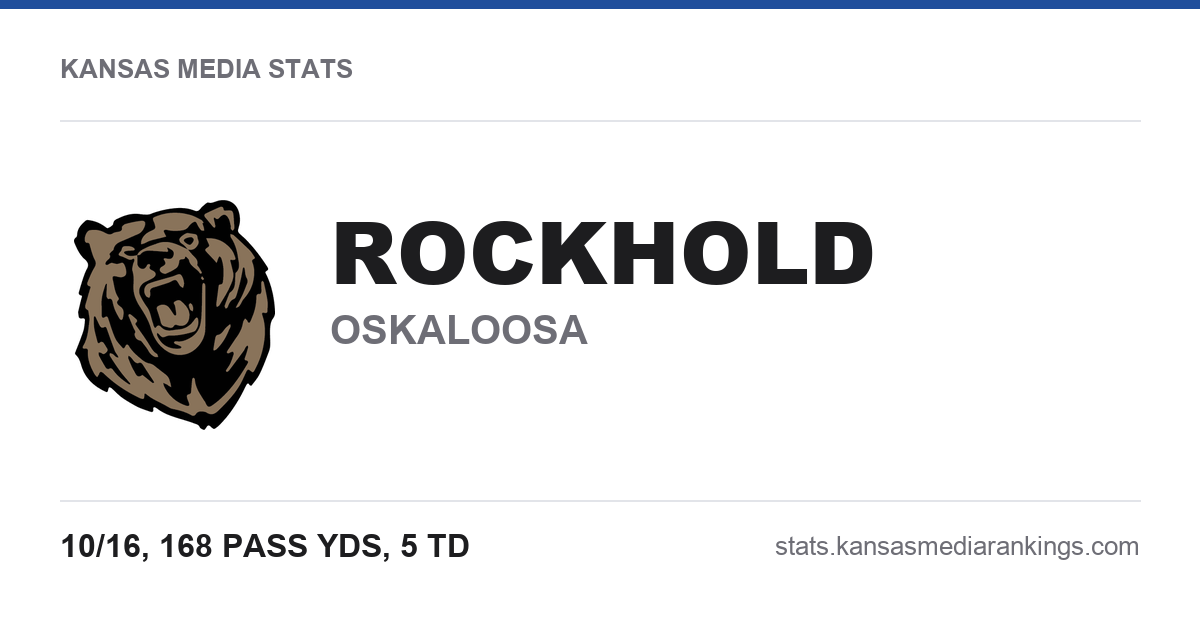 KANSAS MEDIA STATS
ROCKHOLD
OSKALOOSA
10/16, 168 PASS YDS, 5 TD
stats.kansasmediarankings.com